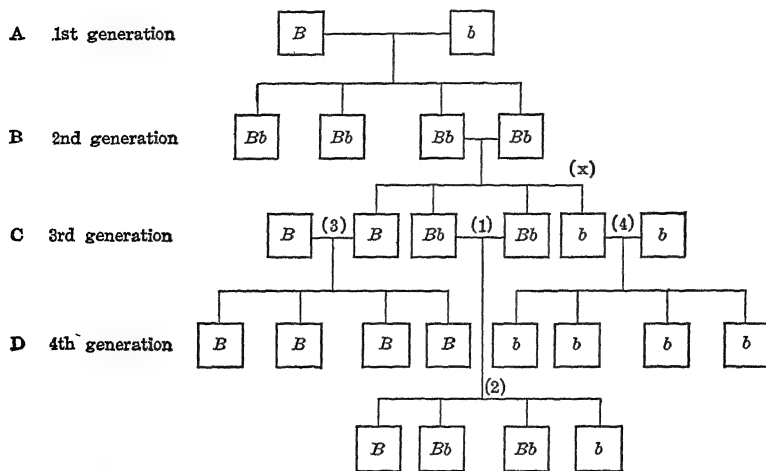 A 1st generation B b
Bb Bb Bb Bb
B 2nd generation
(x)
C 3rd generation B (3) B Bb (1) Bb b (4) b
D 4th generation B B B B b b b b
(2)
B Bb Bb b